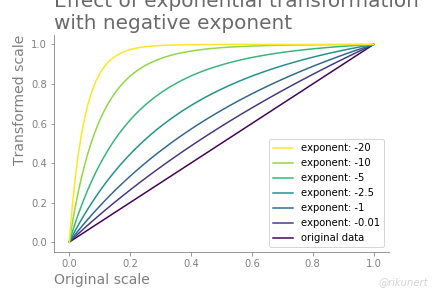 Effect of exponential transformation
with negative exponent
Transformed scale
1.0
0.8
0.6
0.4
0.2
0.0
exponent: -20
exponent: -10
exponent: -5
exponent: -2.5
exponent: -1
exponent: -0.01
original data
0.0 0.2 0.4 0.6 0.8 1.0
Original scale
@rikunert